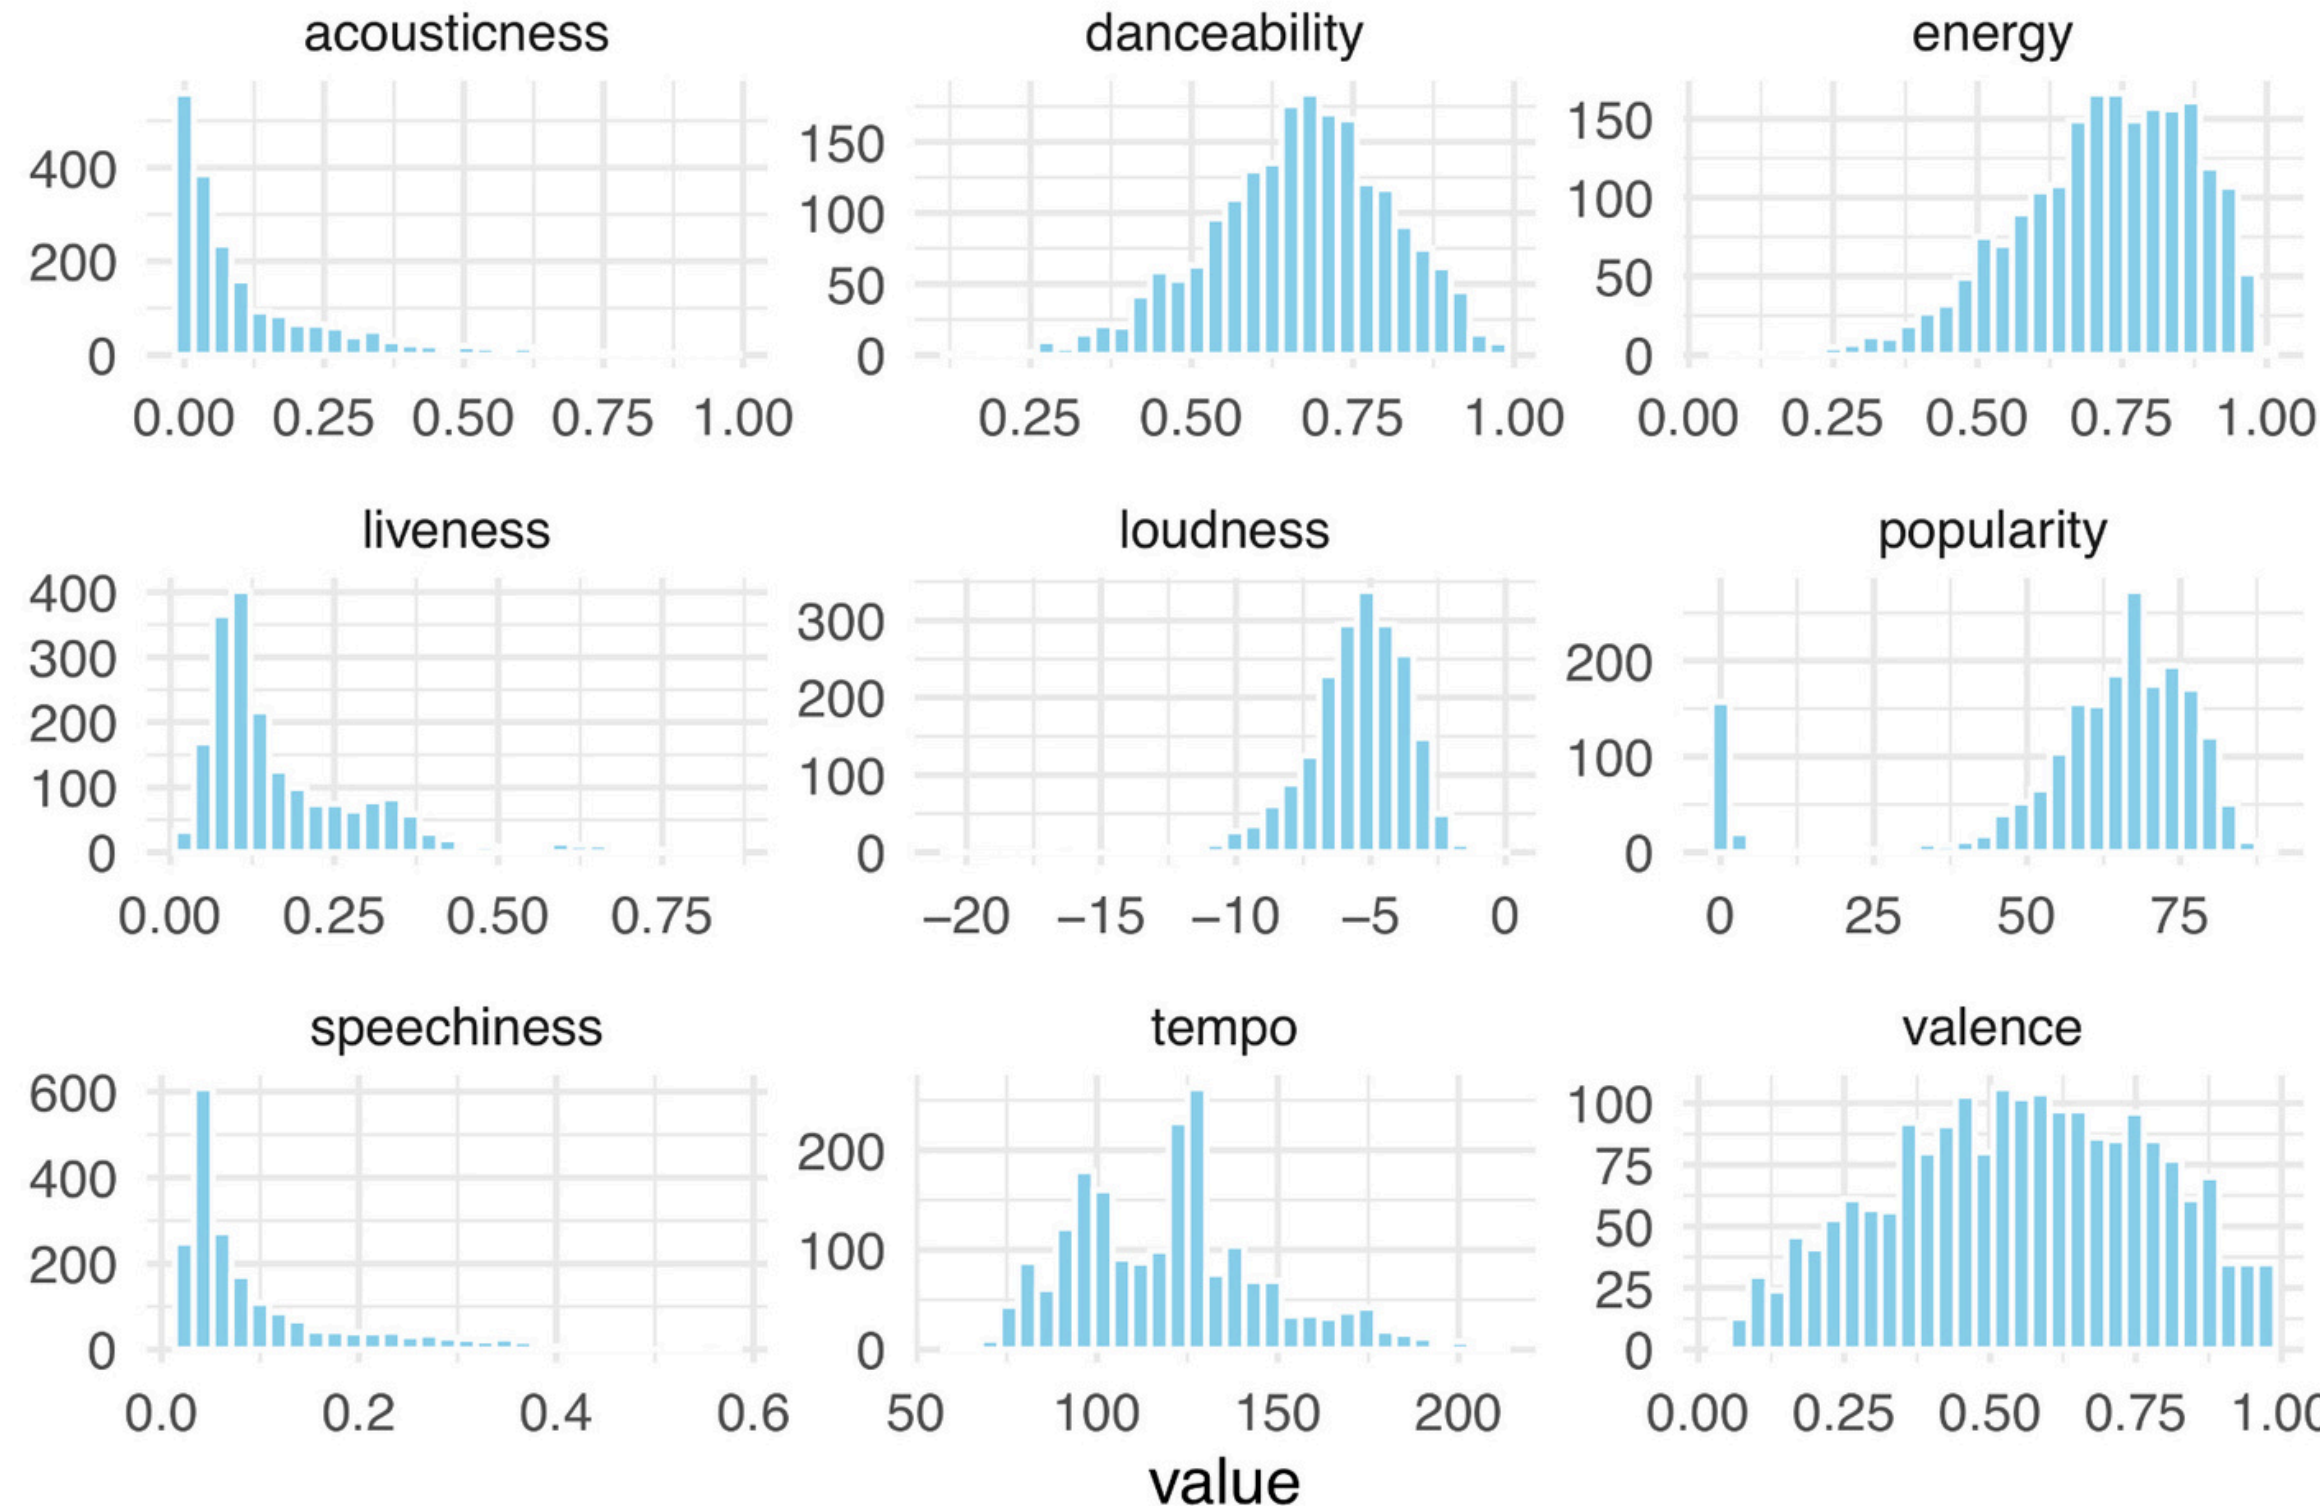 acousticness danceability energy
400 200 0
150 100 50 0
150 100 50 0
0.00 0.25 0.50 0.75 1.00
0.25 0.50 0.75 1.00
0.00 0.25 0.50 0.75 1.00
liveness loudness popularity
400 300 200 100 0
300 200 100 0
200 100 0
0.00 0.25 0.50 0.75
−20 −15 −10 −5 0
0 25 50 75
speechiness tempo valence
600 400 200 0
200 100 0
100 75 50 25 0
0.0 0.2 0.4 0.6
50 100 150 200
0.00 0.25 0.50 0.75 1.00
value